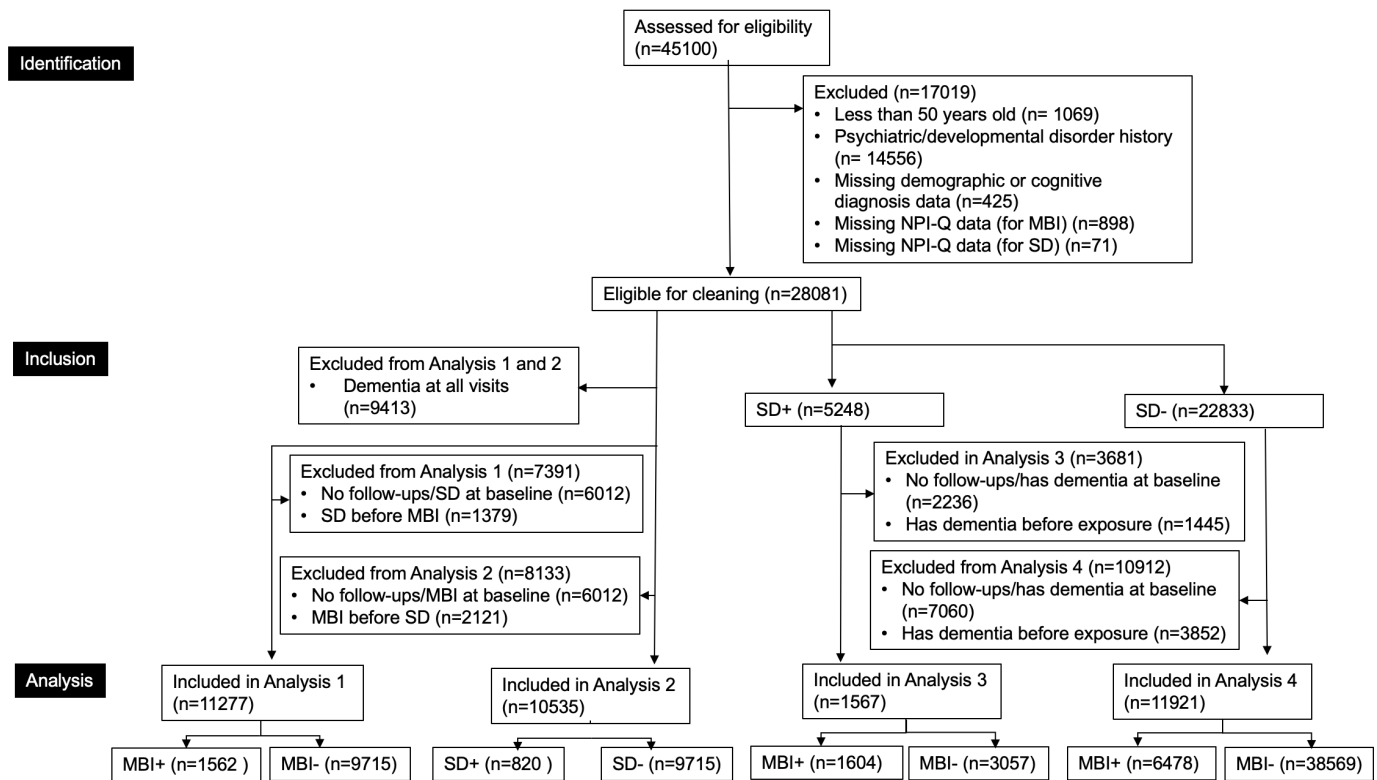 Assessed for eligibility
(n=45100)
Identification
Excluded (n=17019)
• Less than 50 years old (n= 1069)
• Psychiatric/developmental disorder history
(n= 14556)
• Missing demographic or cognitive
diagnosis data (n=425)
• Missing NPI-Q data (for MBI) (n=898)
• Missing NPI-Q data (for SD) (n=71)
Eligible for cleaning (n=28081)
Inclusion
Excluded from Analysis 1 and 2
• Dementia at all visits
(n=9413)
SD+ (n=5248)
SD- (n=22833)
Excluded from Analysis 1 (n=7391)
• No follow-ups/SD at baseline (n=6012)
• SD before MBI (n=1379)
Excluded in Analysis 3 (n=3681)
• No follow-ups/has dementia at baseline
(n=2236)
• Has dementia before exposure (n=1445)
Excluded from Analysis 2 (n=8133)
• No follow-ups/MBI at baseline (n=6012)
• MBI before SD (n=2121)
Excluded from Analysis 4 (n=10912)
• No follow-ups/has dementia at baseline
(n=7060)
• Has dementia before exposure (n=3852)
Analysis
Included in Analysis 1
(n=11277)
Included in Analysis 2
(n=10535)
Included in Analysis 3
(n=1567)
Included in Analysis 4
(n=11921)
MBI+ (n=1562 )
MBI- (n=9715)
SD+ (n=820 )
SD- (n=9715)
MBI+ (n=1604)
MBI- (n=3057)
MBI+ (n=6478)
MBI- (n=38569)